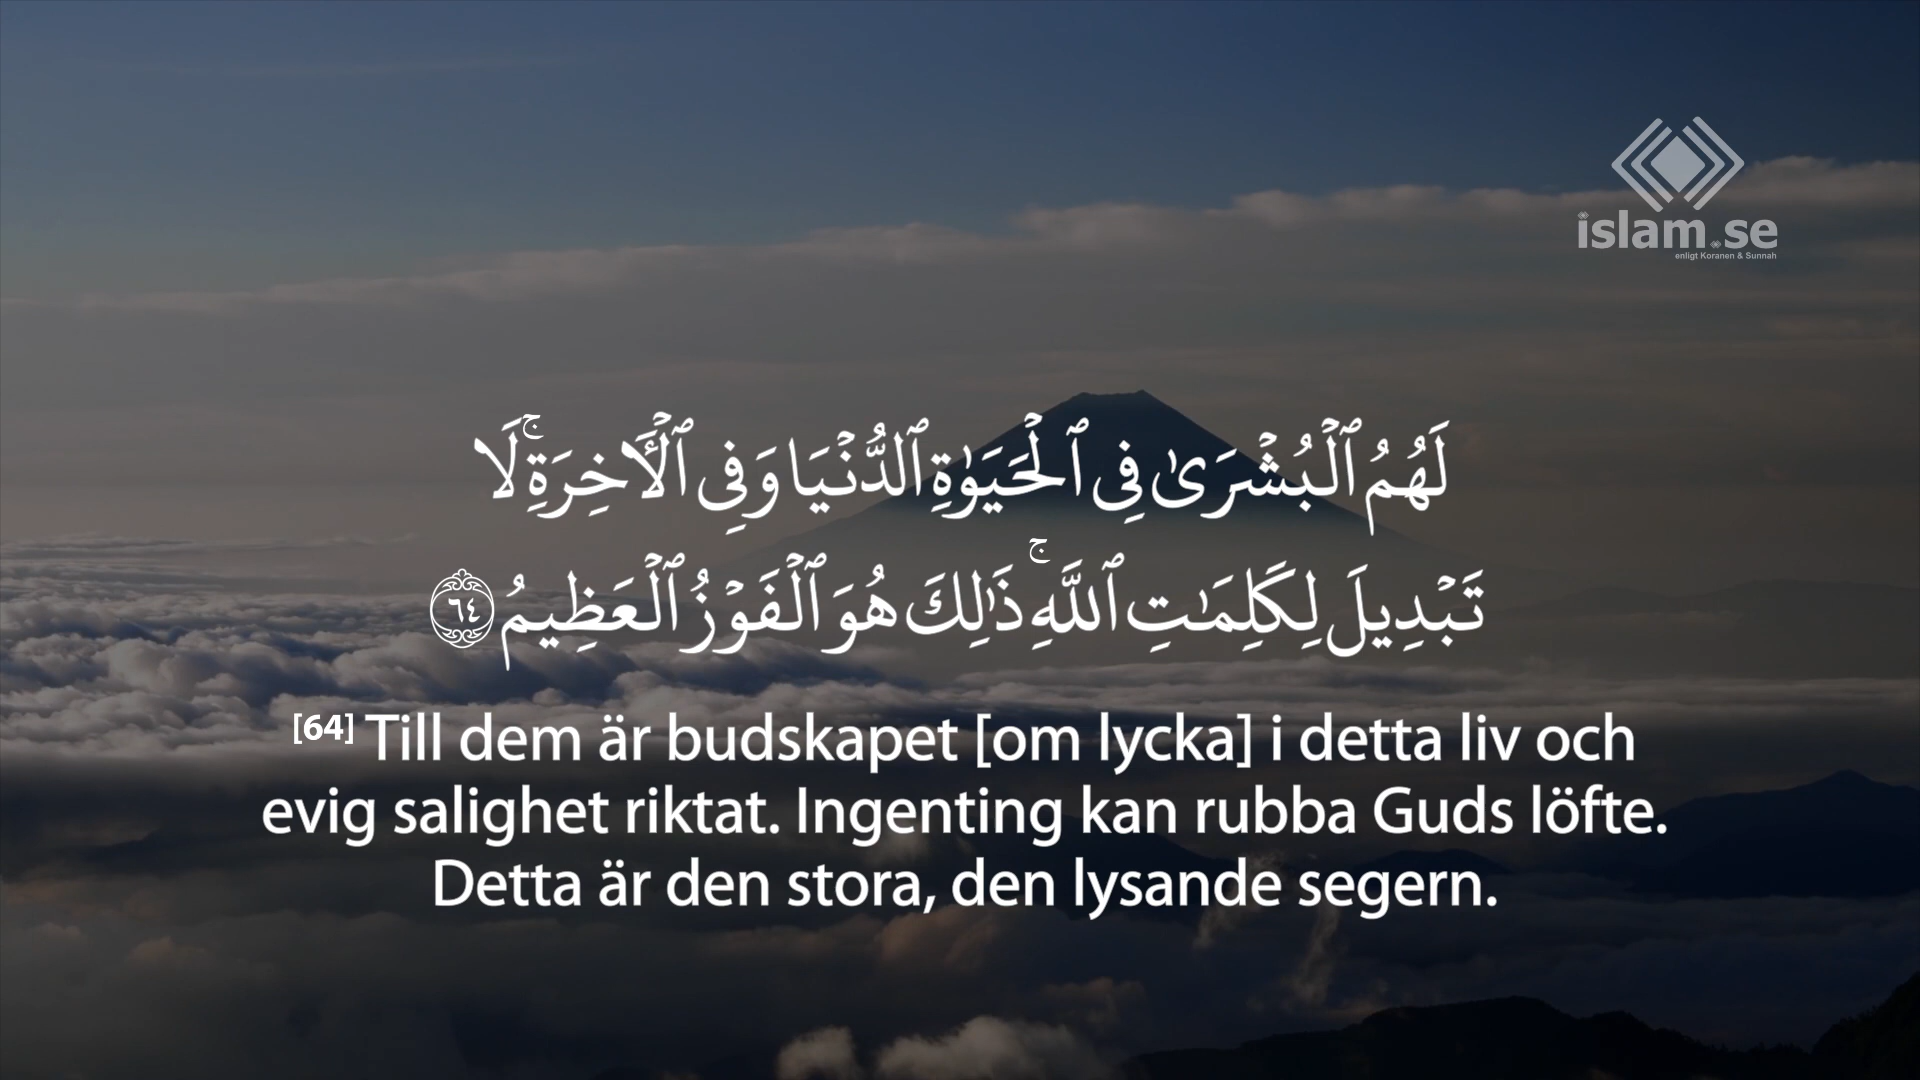 islam.se
enligt Koranen & Sunnah
لَهُمُ ٱلْبُشْرَىٰ فِى ٱلْحَيَوٰةِ ٱلدُّنْيَا وَفِى ٱلْـَٔاخِرَةِ ۚ لَا
تَبْدِيلَ لِكَلِمَـٰتِ ٱللَّهِ ۚ ذَٰلِكَ هُوَ ٱلْفَوْزُ ٱلْعَظِيمُ ٦٤
[64] Till dem är budskapet [om lycka] i detta liv och
evig salighet riktat. Ingenting kan rubba Guds löfte.
Detta är den stora, den lysande segern.